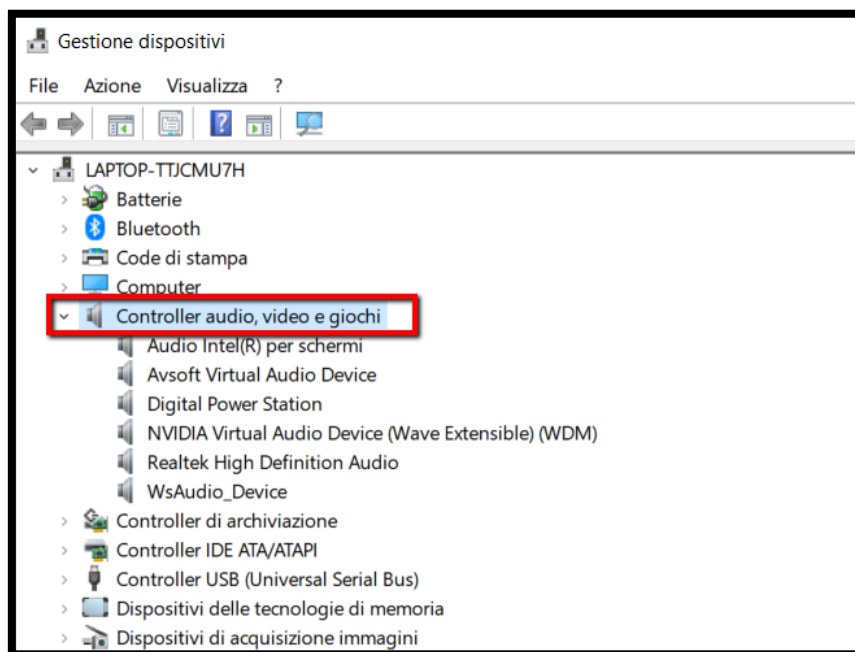 Gestione dispositivi
File Azione Visualizza ?
LAPTOP-TTJCMU7H
Batterie
Bluetooth
Code di stampa
Computer
Controller audio, video e giochi
Audio Intel(R) per schermi
Avsoft Virtual Audio Device
Digital Power Station
NVIDIA Virtual Audio Device (Wave Extensible) (WDM)
Realtek High Definition Audio
WsAudio_Device
Controller di archiviazione
Controller IDE ATA/ATAPI
Controller USB (Universal Serial Bus)
Dispositivi delle tecnologie di memoria
Dispositivi di acquisizione immagini